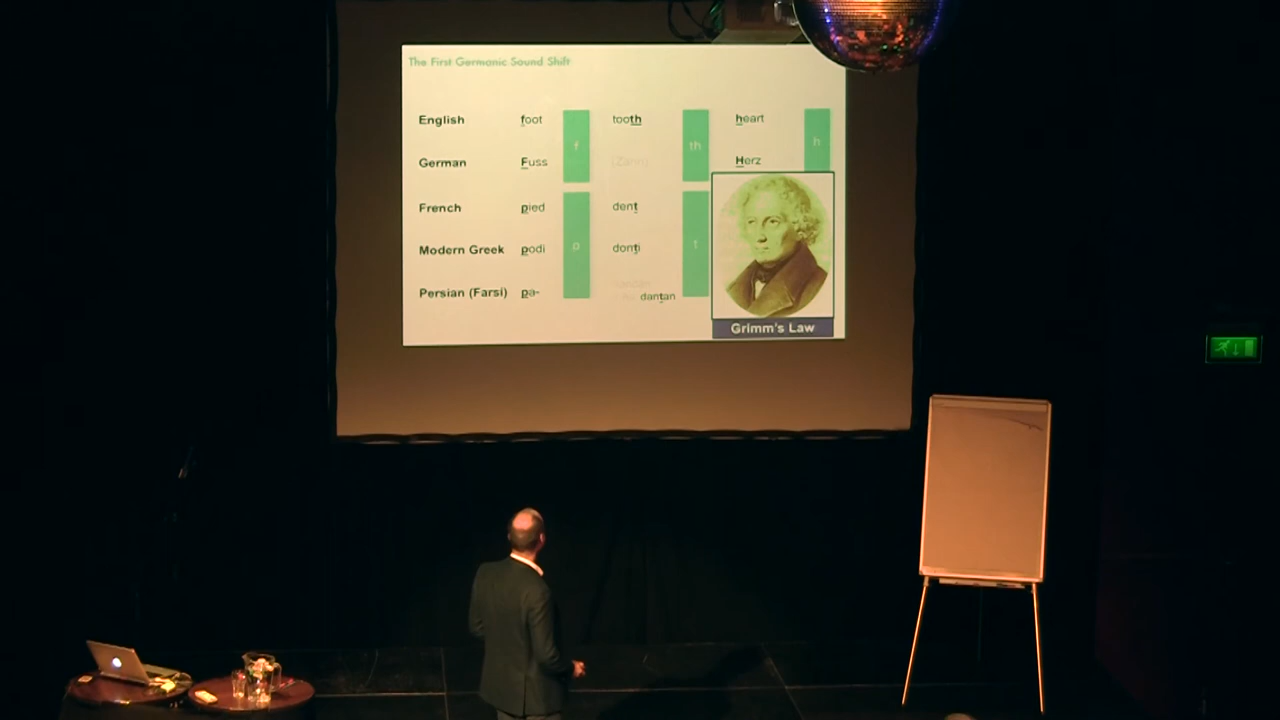 The First Germanic Sound Shift
English foot f tooth th heart h
German Fuss (Zahn) Herz
French pied p dent t
Modern Greek podi donti
Persian (Farsi) pa- dantan
Grimm's Law